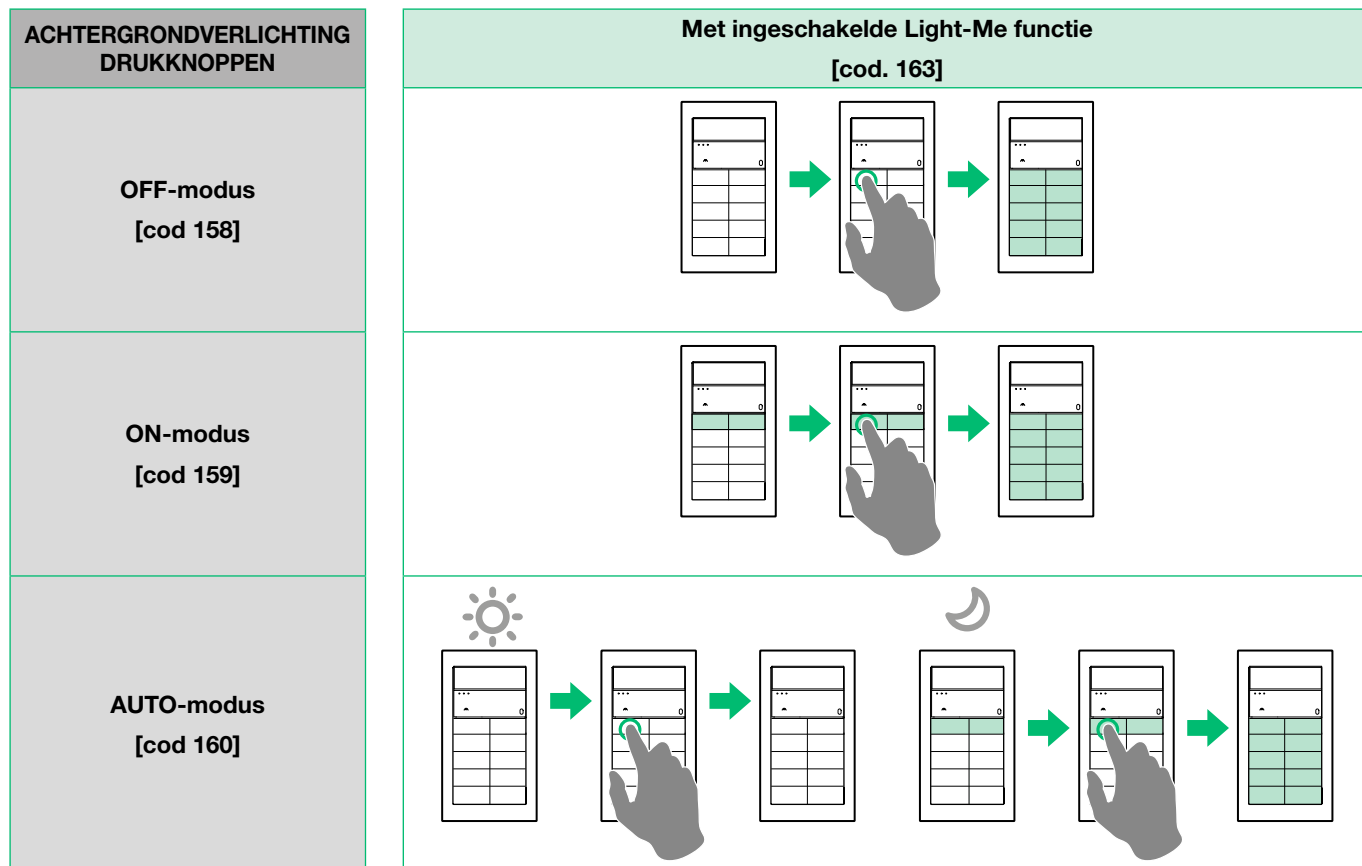 ACHTERGRONDVERLICHTING
DRUKKNOPPEN
Met ingeschakelde Light-Me functie
[cod. 163]
OFF-modus
[cod 158]
ON-modus
[cod 159]
AUTO-modus
[cod 160]